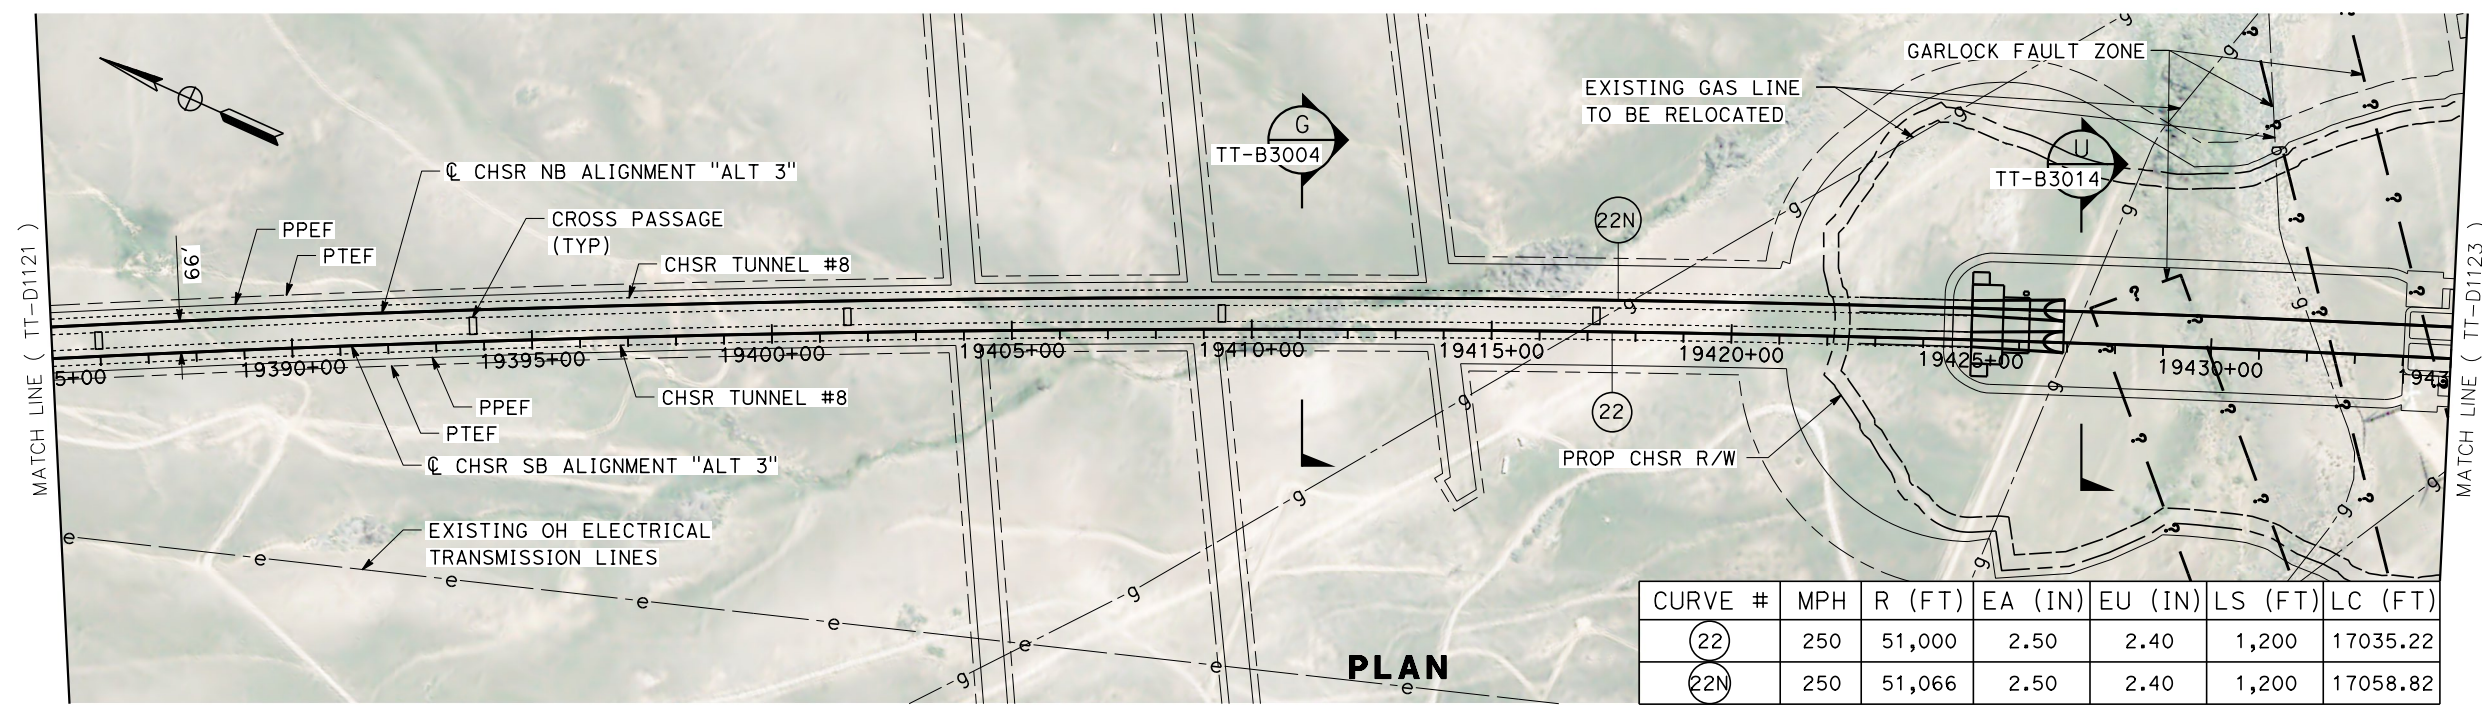 GARLOCK FAULT ZONE
EXISTING GAS LINE
TO BE RELOCATED
G
TT-B3004
U
TT-B3014
℄ CHSR NB ALIGNMENT "ALT 3"
CROSS PASSAGE
(TYP)
PPEF
PTEF
66'
CHSR TUNNEL #8
22N
MATCH LINE ( TT-D1121 )
MATCH LINE ( TT-D1123 )
5+00
19390+00
19395+00
19400+00
19405+00
19410+00
19415+00
19420+00
19425+00
19430+00
1943
CHSR TUNNEL #8
PPEF
PTEF
22
℄ CHSR SB ALIGNMENT "ALT 3"
PROP CHSR R/W
EXISTING OH ELECTRICAL
TRANSMISSION LINES
PLAN
CURVE # MPH R (FT) EA (IN) EU (IN) LS (FT) LC (FT)
22 250 51,000 2.50 2.40 1,200 17035.22
22N 250 51,066 2.50 2.40 1,200 17058.82